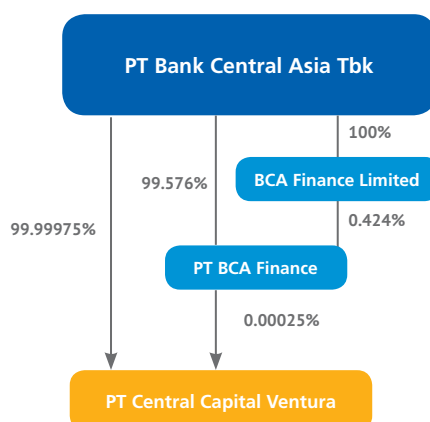 PT Bank Central Asia Tbk
100%
99.576%
BCA Finance Limited
99.99975%
0.424%
PT BCA Finance
0.00025%
PT Central Capital Ventura